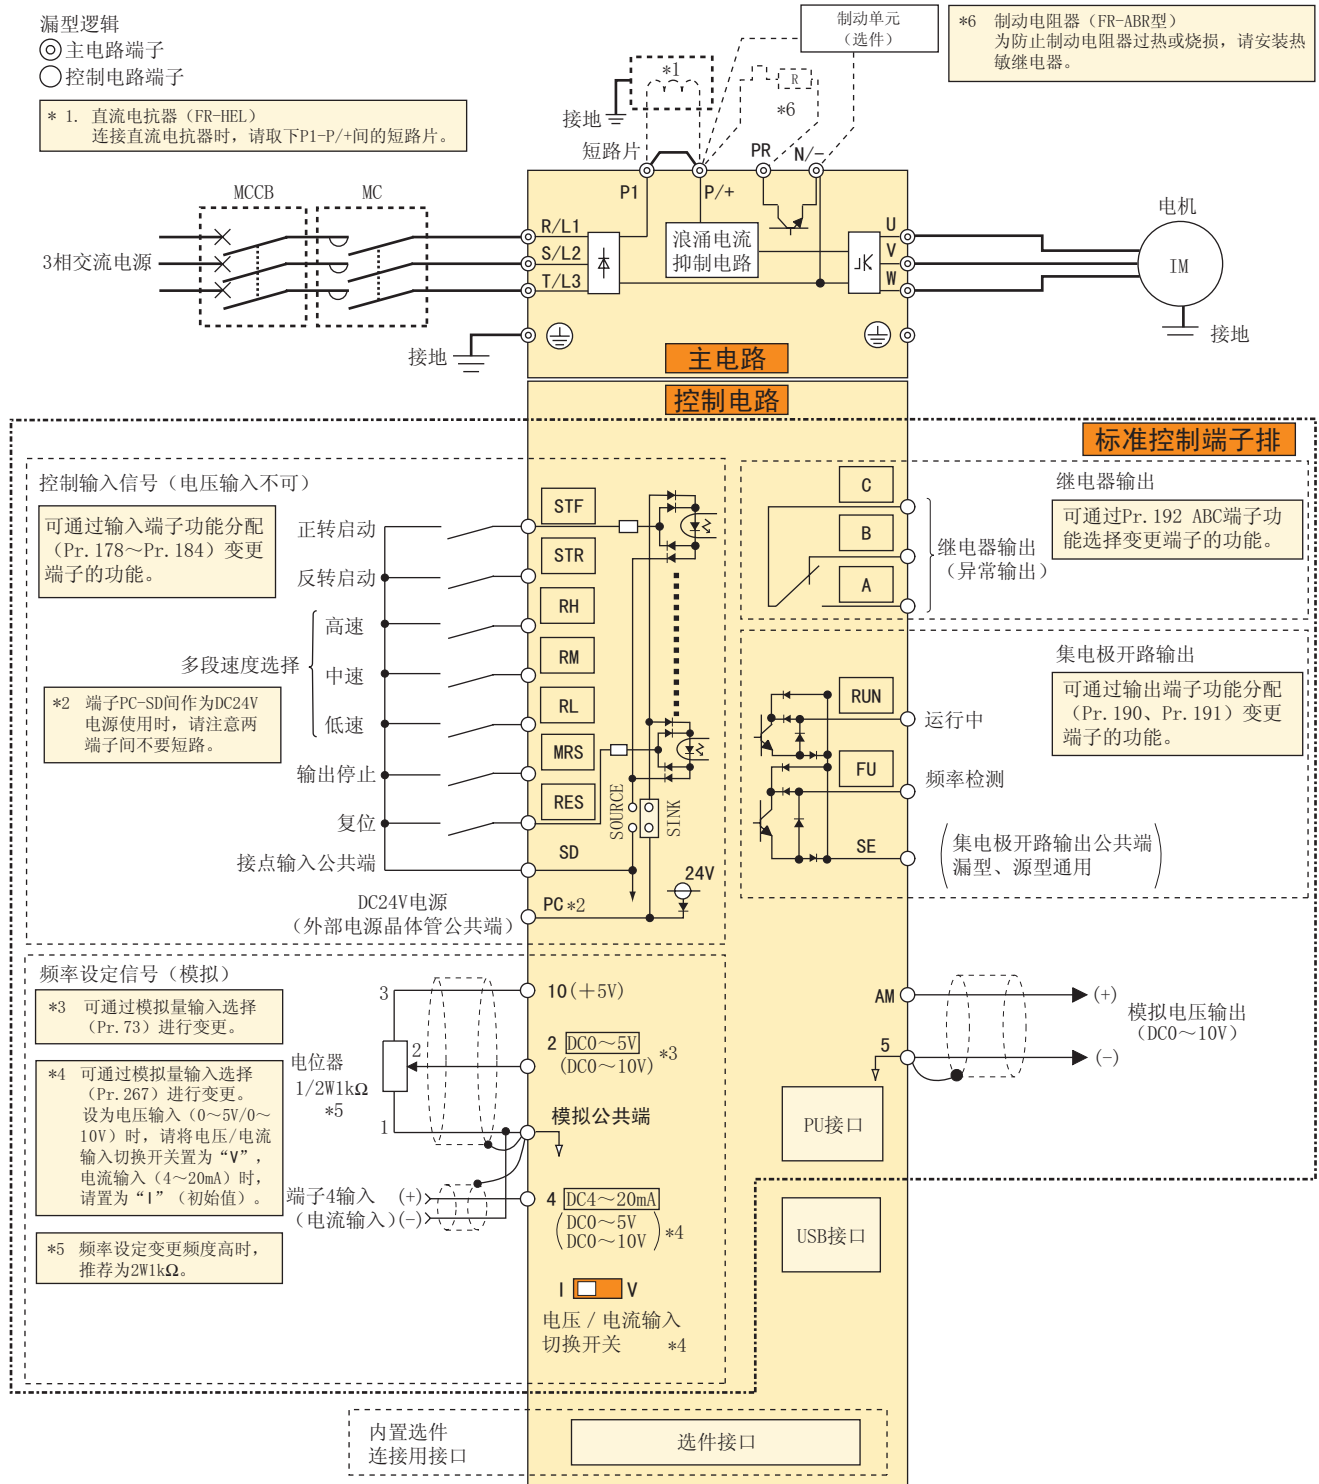 漏型逻辑
主电路端子
控制电路端子
* 1. 直流电抗器（FR-HEL）
连接直流电抗器时，请取下P1-P/+间的短路片。
制动单元
（选件）
*6 制动电阻器（FR-ABR型）
为防止制动电阻器过热或烧损，请安装热
敏继电器。
*1
R
*6
接地
短路片
PR
N/-
P1
P/+
MCCB
MC
3相交流电源
R/L1
S/L2
T/L3
浪涌电流
抑制电路
U
V
W
电机
IM
接地
接地
主电路
控制电路
标准控制端子排
控制输入信号（电压输入不可）
可通过输入端子功能分配
（Pr.178～Pr.184）变更
端子的功能。
正转启动
反转启动
多段速度选择
高速
中速
低速
*2 端子PC-SD间作为DC24V
电源使用时，请注意两
端子间不要短路。
输出停止
复位
接点输入公共端
DC24V电源
（外部电源晶体管公共端）
STF
STR
RH
RM
RL
MRS
RES
SD
PC *2
SOURCE
SINK
24V
C
B
A
继电器输出
可通过Pr.192 ABC端子功
能选择变更端子的功能。
继电器输出
（异常输出）
集电极开路输出
可通过输出端子功能分配
（Pr.190、Pr.191）变更
端子的功能。
RUN
运行中
FU
频率检测
SE
集电极开路输出公共端
漏型、源型通用
频率设定信号（模拟）
*3 可通过模拟量输入选择
（Pr.73）进行变更。
*4 可通过模拟量输入选择
（Pr.267）进行变更。
设为电压输入（0～5V/0～
10V）时，请将电压/电流
输入切换开关置为“V”，
电流输入（4～20mA）时，
请置为“I”（初始值）。
*5 频率设定变更频度高时，
推荐为2W1kΩ。
3
2
1
电位器
1/2W1kΩ
*5
10(＋5V)
2 DC0～5V
(DC0～10V)
*3
模拟公共端
端子4输入 (+)
（电流输入）(-)
4 DC4～20mA
DC0～5V
DC0～10V
*4
I
V
电压 / 电流输入
切换开关 *4
AM
5
(+)
(-)
模拟电压输出
（DC0～10V）
PU接口
USB接口
内置选件
连接用接口
选件接口